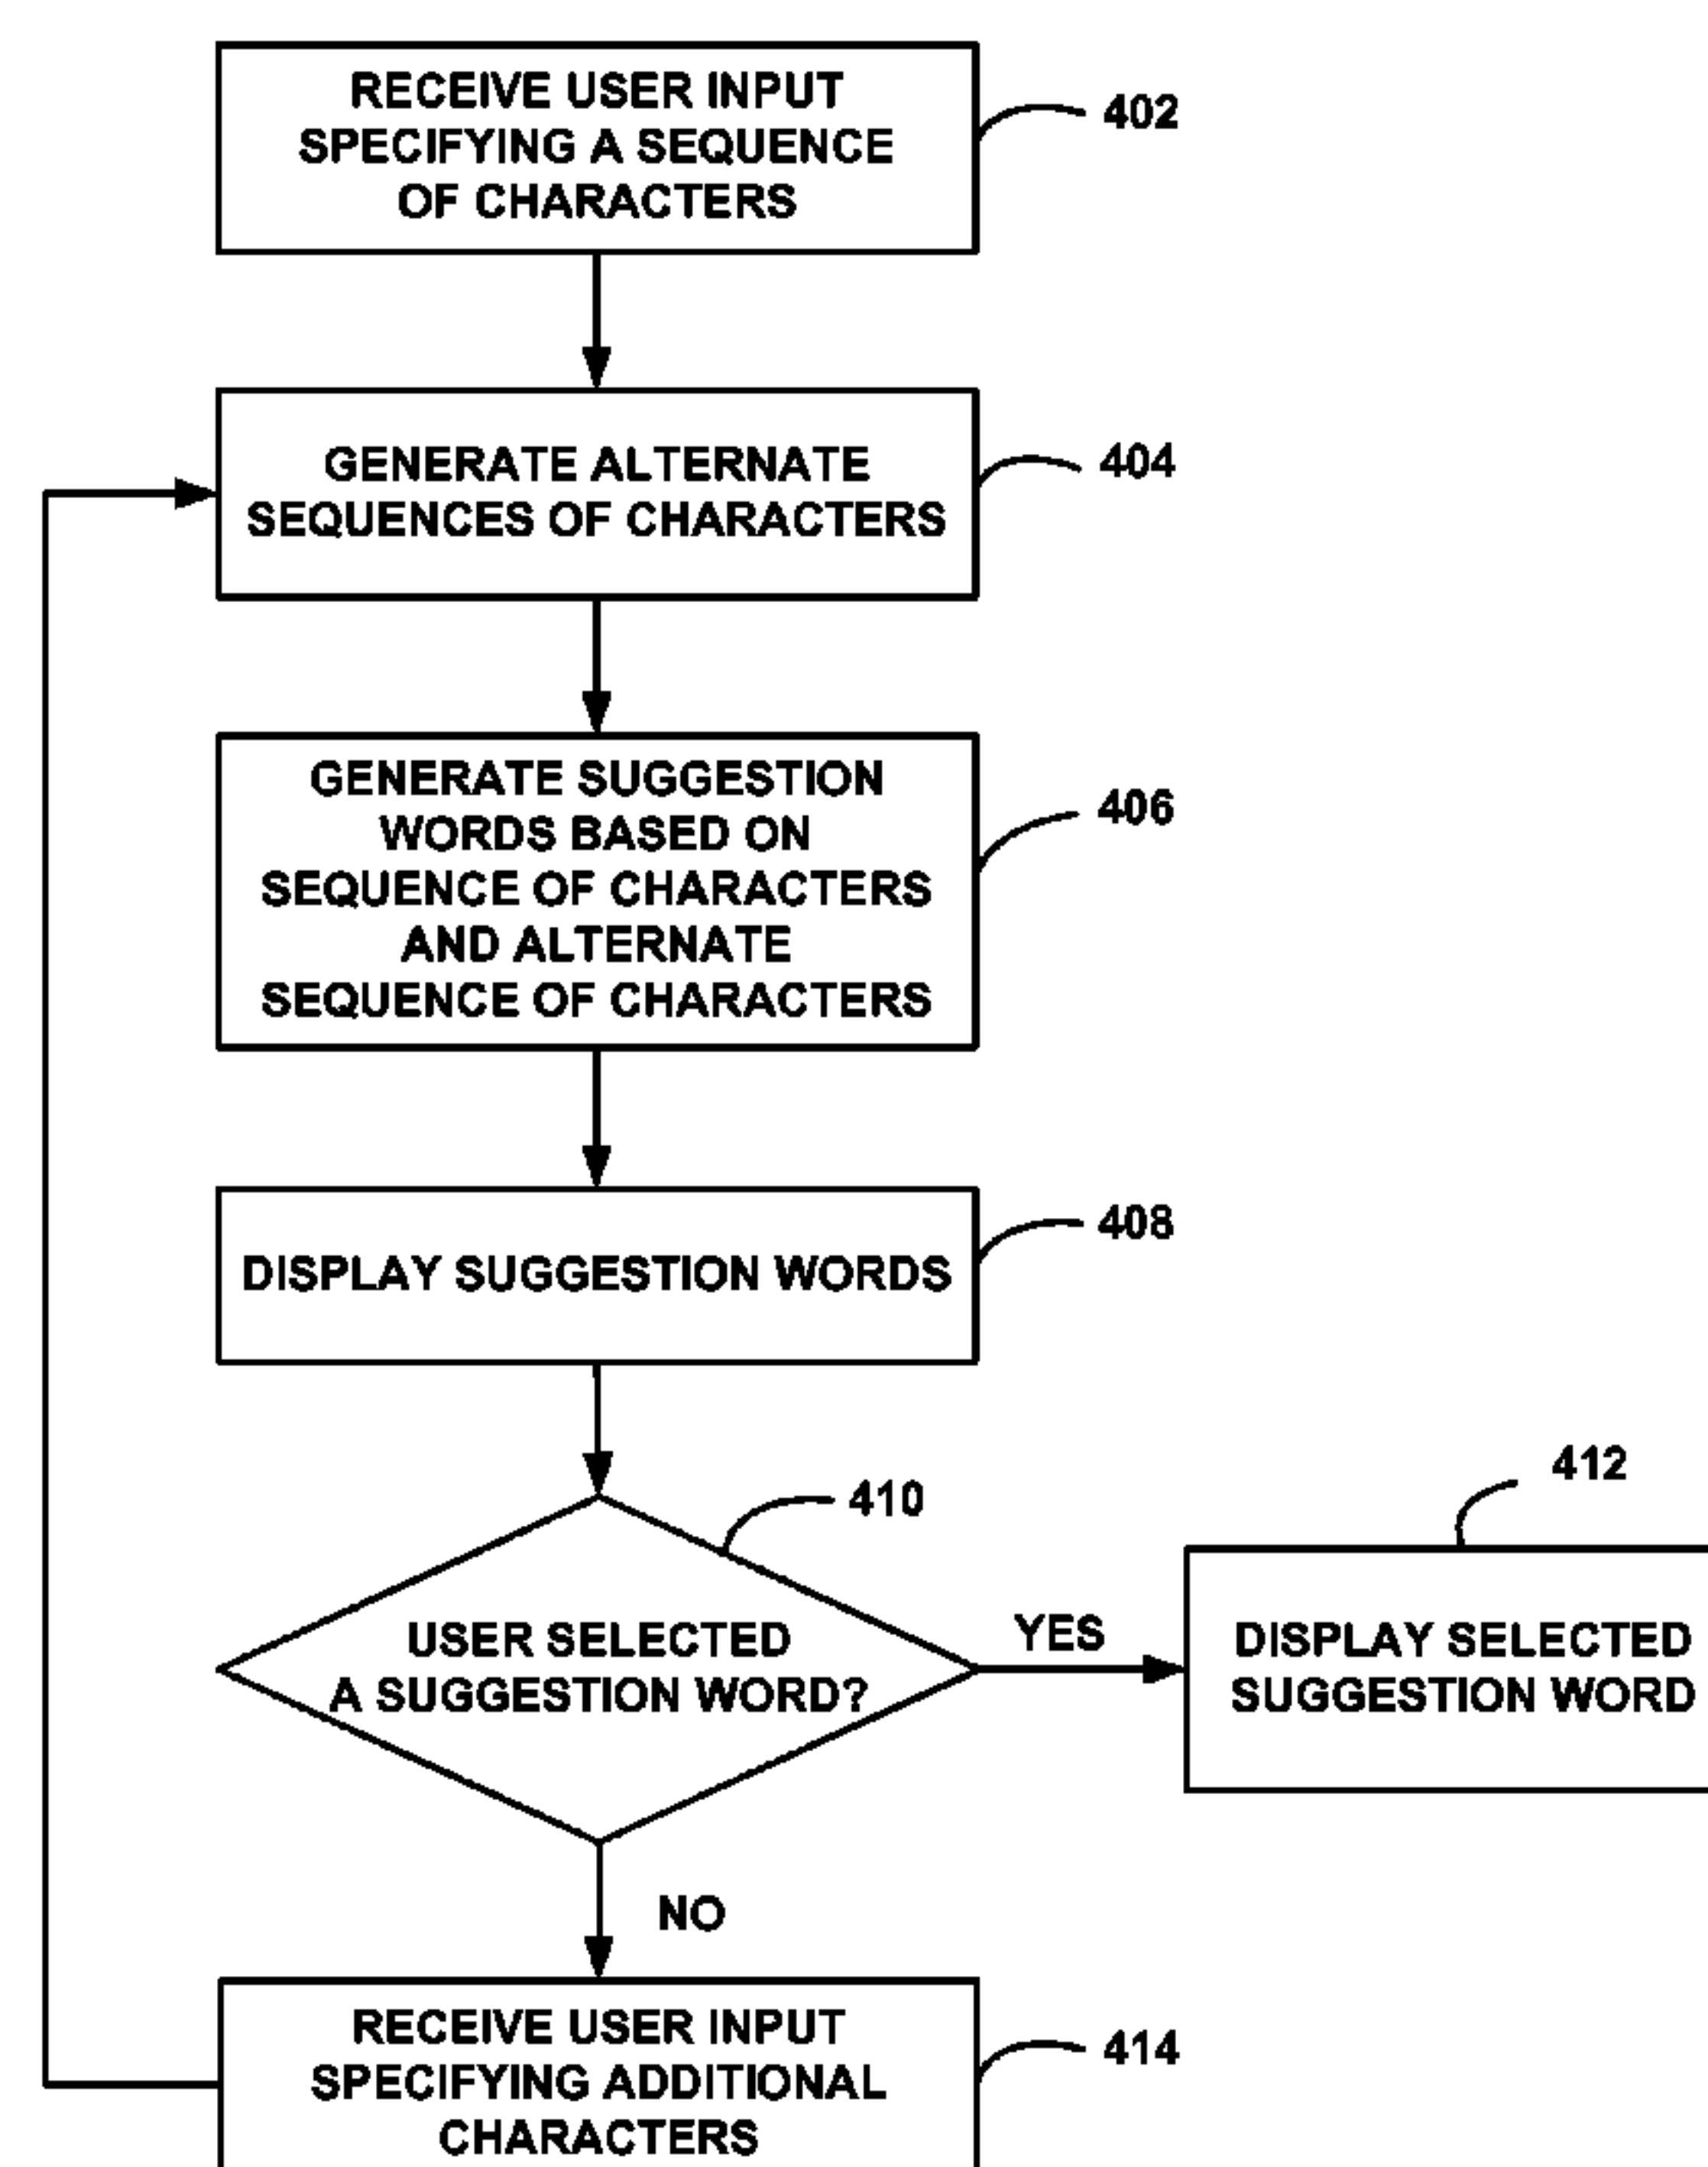 RECEIVE USER INPUT
SPECIFYING A SEQUENCE
OF CHARACTERS
402
GENERATE ALTERNATE
SEQUENCES OF CHARACTERS
404
GENERATE SUGGESTION
WORDS BASED ON
SEQUENCE OF CHARACTERS
AND ALTERNATE
SEQUENCE OF CHARACTERS
406
DISPLAY SUGGESTION WORDS
408
USER SELECTED
A SUGGESTION WORD?
410
YES
DISPLAY SELECTED
SUGGESTION WORD
412
NO
RECEIVE USER INPUT
SPECIFYING ADDITIONAL
CHARACTERS
414